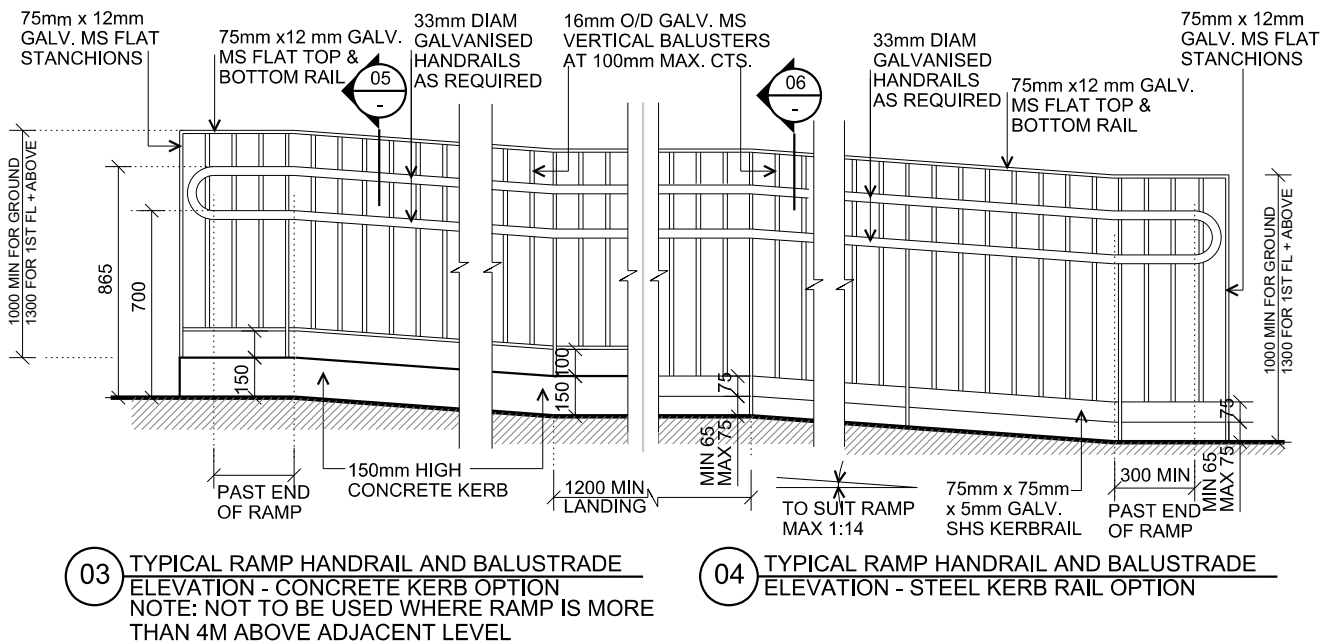 75mm x 12mm
GALV. MS FLAT
STANCHIONS
75mm x12 mm GALV.
MS FLAT TOP &
BOTTOM RAIL
05
-
33mm DIAM
GALVANISED
HANDRAILS
AS REQUIRED
16mm O/D GALV. MS
VERTICAL BALUSTERS
AT 100mm MAX. CTS.
06
-
33mm DIAM
GALVANISED
HANDRAILS
AS REQUIRED
75mm x12 mm GALV.
MS FLAT TOP &
BOTTOM RAIL
75mm x 12mm
GALV. MS FLAT
STANCHIONS
1000 MIN FOR GROUND
1300 FOR 1ST FL + ABOVE
865
700
150
150
100
75
MIN 65
MAX 75
75
MIN 65
MAX 75
1000 MIN FOR GROUND
1300 FOR 1ST FL + ABOVE
PAST END
OF RAMP
150mm HIGH
CONCRETE KERB
1200 MIN
LANDING
TO SUIT RAMP
MAX 1:14
75mm x 75mm
x 5mm GALV.
SHS KERBRAIL
300 MIN
PAST END
OF RAMP
03
TYPICAL RAMP HANDRAIL AND BALUSTRADE
ELEVATION - CONCRETE KERB OPTION
NOTE: NOT TO BE USED WHERE RAMP IS MORE
THAN 4M ABOVE ADJACENT LEVEL
04
TYPICAL RAMP HANDRAIL AND BALUSTRADE
ELEVATION - STEEL KERB RAIL OPTION